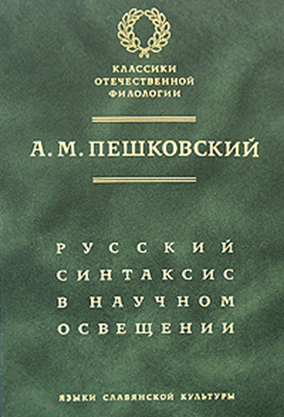 КЛАССИКИ
ОТЕЧЕСТВЕННОЙ
ФИЛОЛОГИИ
А. М. ПЕШКОВСКИЙ
РУССКИЙ
СИНТАКСИС
В НАУЧНОМ
ОСВЕЩЕНИИ
ЯЗЫКИ СЛАВЯНСКОЙ КУЛЬТУРЫ